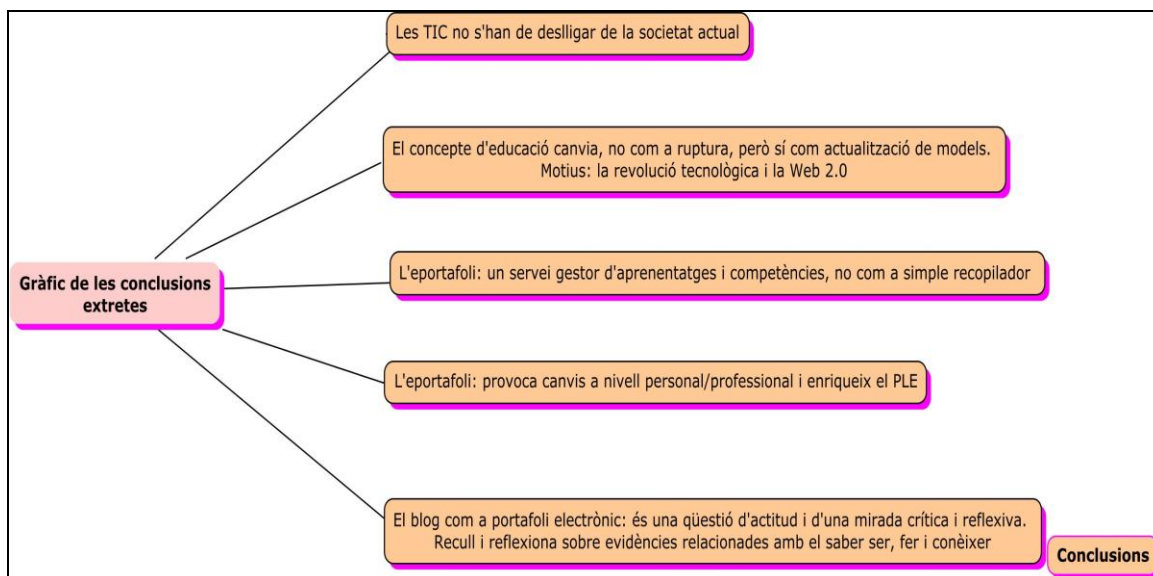 Les TIC no s'han de deslligar de la societat actual
El concepte d'educació canvia, no com a ruptura, però sí com actualització de models.
Motius: la revolució tecnològica i la Web 2.0
Gràfic de les conclusions
extretes
L'eportafoli: un servei gestor d'aprenentatges i competències, no com a simple recopilador
L'eportafoli: provoca canvis a nivell personal/professional i enriqueix el PLE
El blog com a portafoli electrònic: és una qüestió d'actitud i d'una mirada crítica i reflexiva.
Recull i reflexiona sobre evidències relacionades amb el saber ser, fer i conèixer
Conclusions